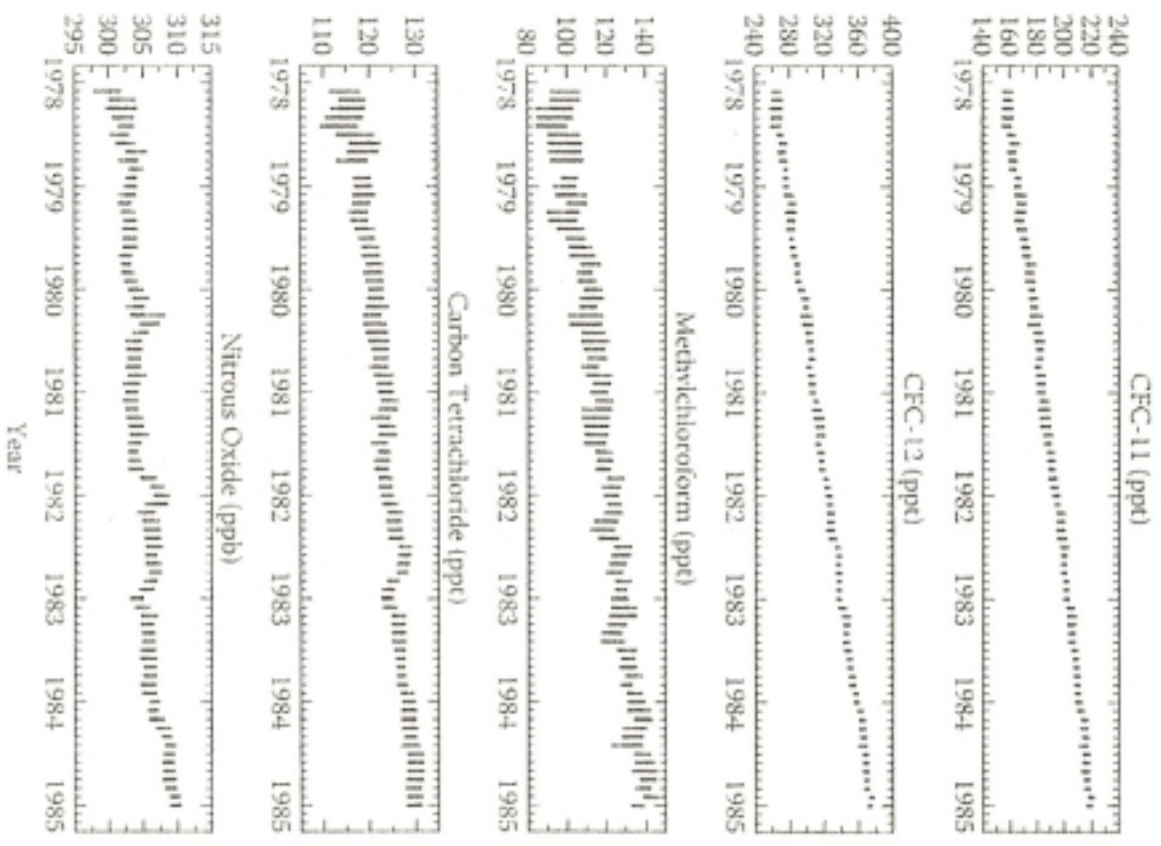 CFC-11 (ppt)
240
220
200
180
160
140
1978 1979 1980 1981 1982 1983 1984 1985
CFC-12 (ppt)
400
360
320
280
240
1978 1979 1980 1981 1982 1983 1984 1985
Methylchloroform (ppt)
140
120
100
80
1978 1979 1980 1981 1982 1983 1984 1985
Carbon Tetrachloride (ppt)
130
120
110
1978 1979 1980 1981 1982 1983 1984 1985
Nitrous Oxide (ppb)
315
310
305
300
295
1978 1979 1980 1981 1982 1983 1984 1985
Year